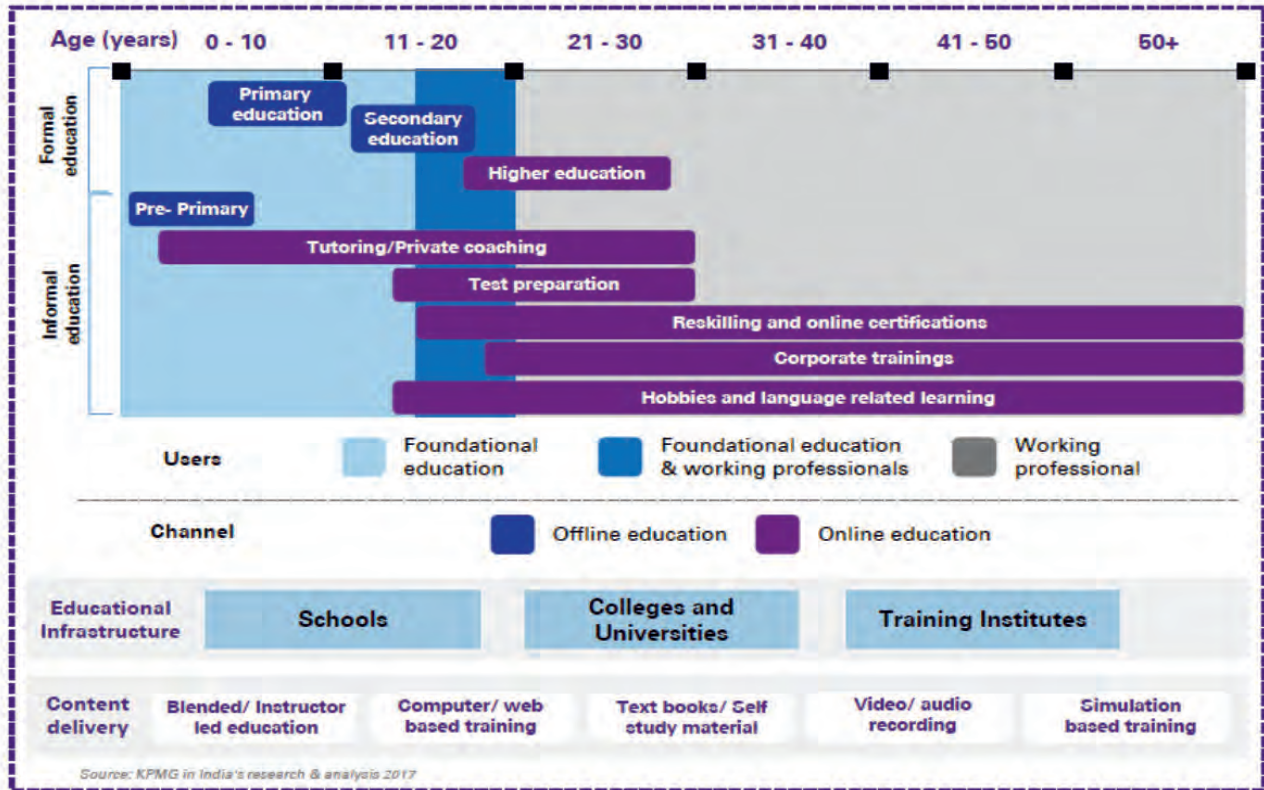 Age (years) 0 - 10 11 - 20 21 - 30 31 - 40 41 - 50 50+
Formal
education
Primary
education
Secondary
education
Higher education
Informal
education
Pre- Primary
Tutoring/Private coaching
Test preparation
Reskilling and online certifications
Corporate trainings
Hobbies and language related learning
Users
Foundational
education
Foundational education
& working professionals
Working
professional
Channel
Offline education
Online education
Educational
Infrastructure
Schools
Colleges and
Universities
Training Institutes
Content
delivery
Blended/ Instructor
led education
Computer/ web
based training
Text books/ Self
study material
Video/ audio
recording
Simulation
based training
Source: KPMG in India's research & analysis 2017